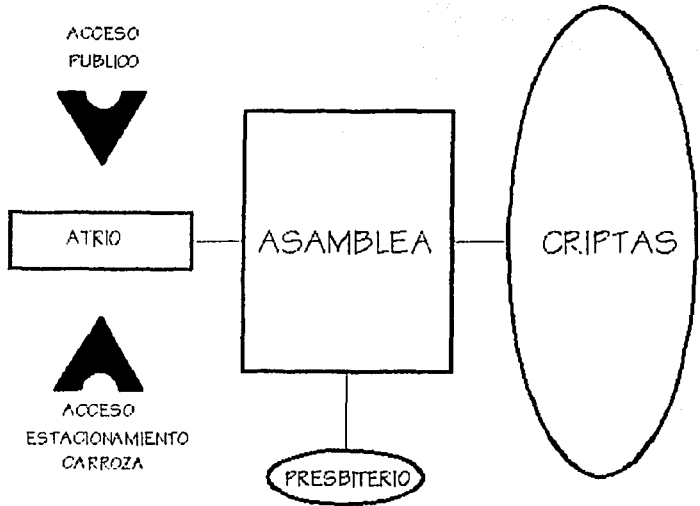 ACCESO
PUBLICO
ATRIO
ASAMBLEA
CRIPTAS
ACCESO
ESTACIONAMIENTO
CARROZA
PRESBITERIO